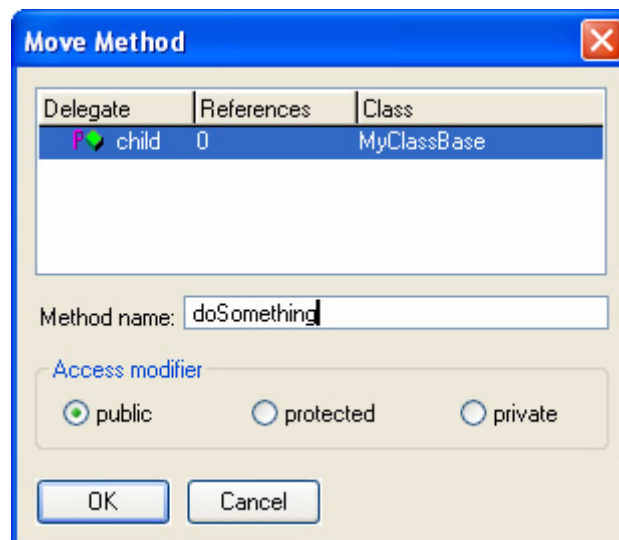 Move Method
Delegate References Class
P child 0 MyClassBase
Method name: doSomething
Access modifier
public protected private
OK Cancel